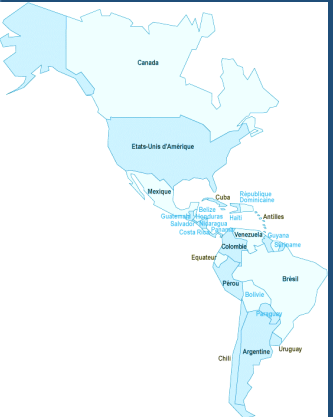 Canada
Etats-Unis d'Amérique
Mexique
Cuba
République
Dominicaine
Belize
Haïti
Antilles
Guatemala
Honduras
Salvador
Nicaragua
Costa Rica
Panama
Venezuela
Guyana
Suriname
Colombie
Equateur
Pérou
Brésil
Bolivie
Paraguay
Chili
Argentine
Uruguay